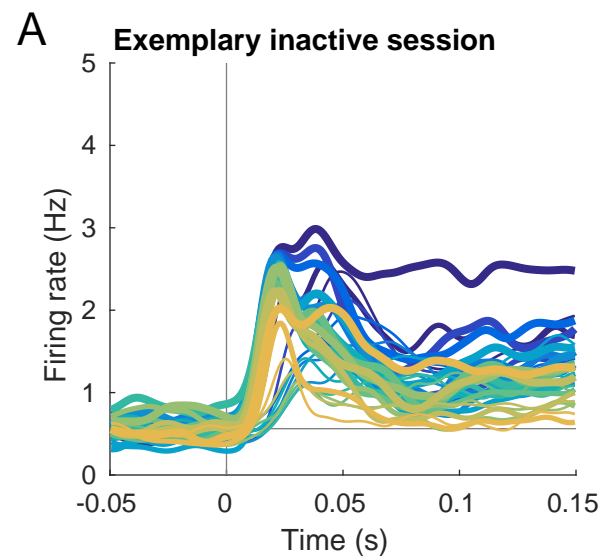 A
Exemplary inactive session
5
4
3
2
1
0
Firing rate (Hz)
-0.05 0 0.05 0.1 0.15
Time (s)